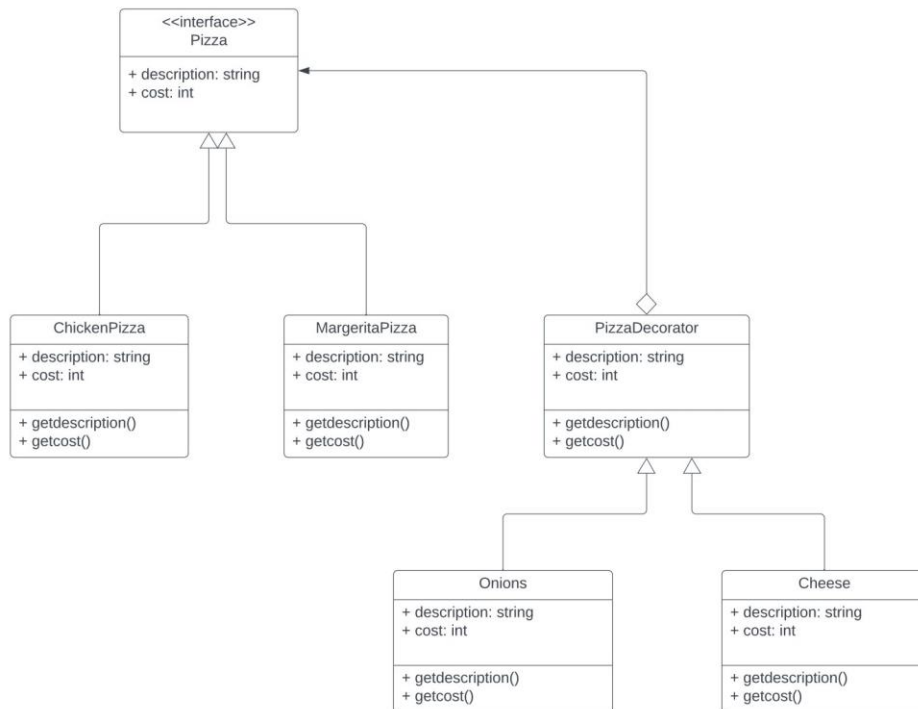 <<interface>>
Pizza
+ description: string
+ cost: int
ChickenPizza
+ description: string
+ cost: int
+ getdescription()
+ getcost()
MargeritaPizza
+ description: string
+ cost: int
+ getdescription()
+ getcost()
PizzaDecorator
+ description: string
+ cost: int
+ getdescription()
+ getcost()
Onions
+ description: string
+ cost: int
+ getdescription()
+ getcost()
Cheese
+ description: string
+ cost: int
+ getdescription()
+ getcost()